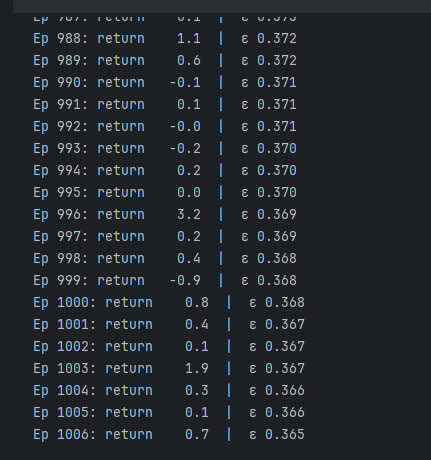 Ep 988: return    1.1  |  ε 0.372
Ep 989: return    0.6  |  ε 0.372
Ep 990: return   -0.1  |  ε 0.371
Ep 991: return    0.1  |  ε 0.371
Ep 992: return   -0.0  |  ε 0.371
Ep 993: return   -0.2  |  ε 0.370
Ep 994: return    0.2  |  ε 0.370
Ep 995: return    0.0  |  ε 0.370
Ep 996: return    3.2  |  ε 0.369
Ep 997: return    0.2  |  ε 0.369
Ep 998: return    0.4  |  ε 0.368
Ep 999: return   -0.9  |  ε 0.368
Ep 1000: return    0.8  |  ε 0.368
Ep 1001: return    0.4  |  ε 0.367
Ep 1002: return    0.1  |  ε 0.367
Ep 1003: return    1.9  |  ε 0.367
Ep 1004: return    0.3  |  ε 0.366
Ep 1005: return    0.1  |  ε 0.366
Ep 1006: return    0.7  |  ε 0.365